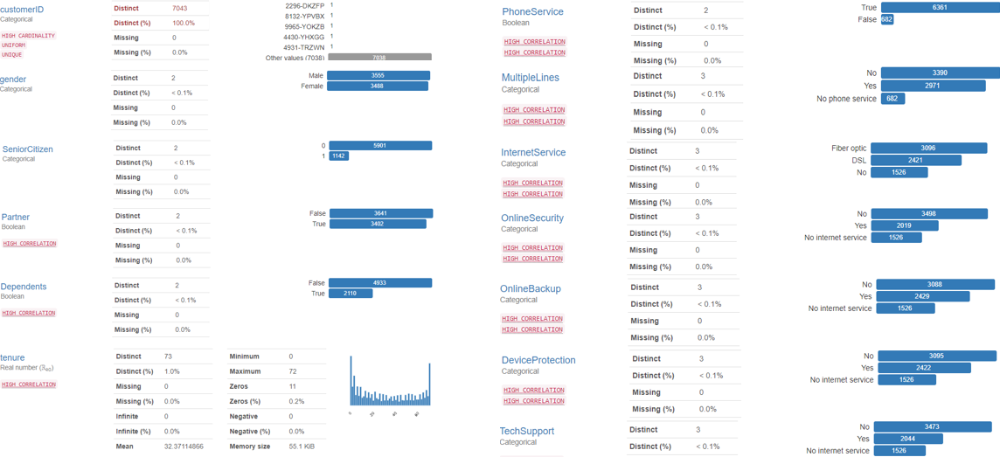 customerID
Categorical
HIGH CARDINALITY
UNIFORM
UNIQUE
Distinct 7043
Distinct (%) 100.0%
Missing 0
Missing (%) 0.0%
2296-DKZFP 1
8132-YPVBX 1
9965-YOKZB 1
4430-YHXGG 1
4931-TRZWN 1
Other values (7038) 7038
gender
Categorical
Distinct 2
Distinct (%) < 0.1%
Missing 0
Missing (%) 0.0%
Male 3555
Female 3488
SeniorCitizen
Categorical
Distinct 2
Distinct (%) < 0.1%
Missing 0
Missing (%) 0.0%
0 5901
1 1142
Partner
Boolean
HIGH CORRELATION
Distinct 2
Distinct (%) < 0.1%
Missing 0
Missing (%) 0.0%
False 3641
True 3402
Dependents
Boolean
HIGH CORRELATION
Distinct 2
Distinct (%) < 0.1%
Missing 0
Missing (%) 0.0%
False 4933
True 2110
tenure
Real number (ℝ≥0)
HIGH CORRELATION
Distinct 73
Distinct (%) 1.0%
Missing 0
Missing (%) 0.0%
Infinite 0
Infinite (%) 0.0%
Mean 32.37114866
Minimum 0
Maximum 72
Zeros 11
Zeros (%) 0.2%
Negative 0
Negative (%) 0.0%
Memory size 55.1 KiB
0 20 40 60
PhoneService
Boolean
HIGH CORRELATION
HIGH CORRELATION
Distinct 2
Distinct (%) < 0.1%
Missing 0
Missing (%) 0.0%
True 6361
False 682
MultipleLines
Categorical
HIGH CORRELATION
HIGH CORRELATION
Distinct 3
Distinct (%) < 0.1%
Missing 0
Missing (%) 0.0%
No 3390
Yes 2971
No phone service 682
InternetService
Categorical
HIGH CORRELATION
HIGH CORRELATION
Distinct 3
Distinct (%) < 0.1%
Missing 0
Missing (%) 0.0%
Fiber optic 3096
DSL 2421
No 1526
OnlineSecurity
Categorical
HIGH CORRELATION
HIGH CORRELATION
Distinct 3
Distinct (%) < 0.1%
Missing 0
Missing (%) 0.0%
No 3498
Yes 2019
No internet service 1526
OnlineBackup
Categorical
HIGH CORRELATION
HIGH CORRELATION
Distinct 3
Distinct (%) < 0.1%
Missing 0
Missing (%) 0.0%
No 3088
Yes 2429
No internet service 1526
DeviceProtection
Categorical
HIGH CORRELATION
HIGH CORRELATION
Distinct 3
Distinct (%) < 0.1%
Missing 0
Missing (%) 0.0%
No 3095
Yes 2422
No internet service 1526
TechSupport
Categorical
Distinct 3
Distinct (%) < 0.1%
No 3473
Yes 2044
No internet service 1526